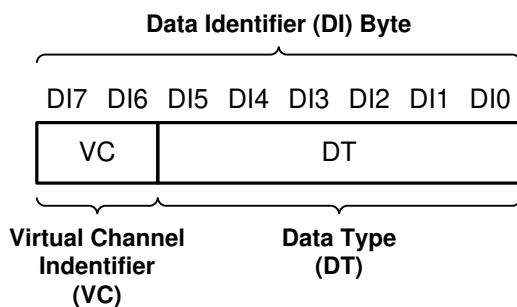 Data Identifier (DI) Byte
DI7 DI6 DI5 DI4 DI3 DI2 DI1 DI0
VC DT
Virtual Channel
Indentifier
(VC)
Data Type
(DT)